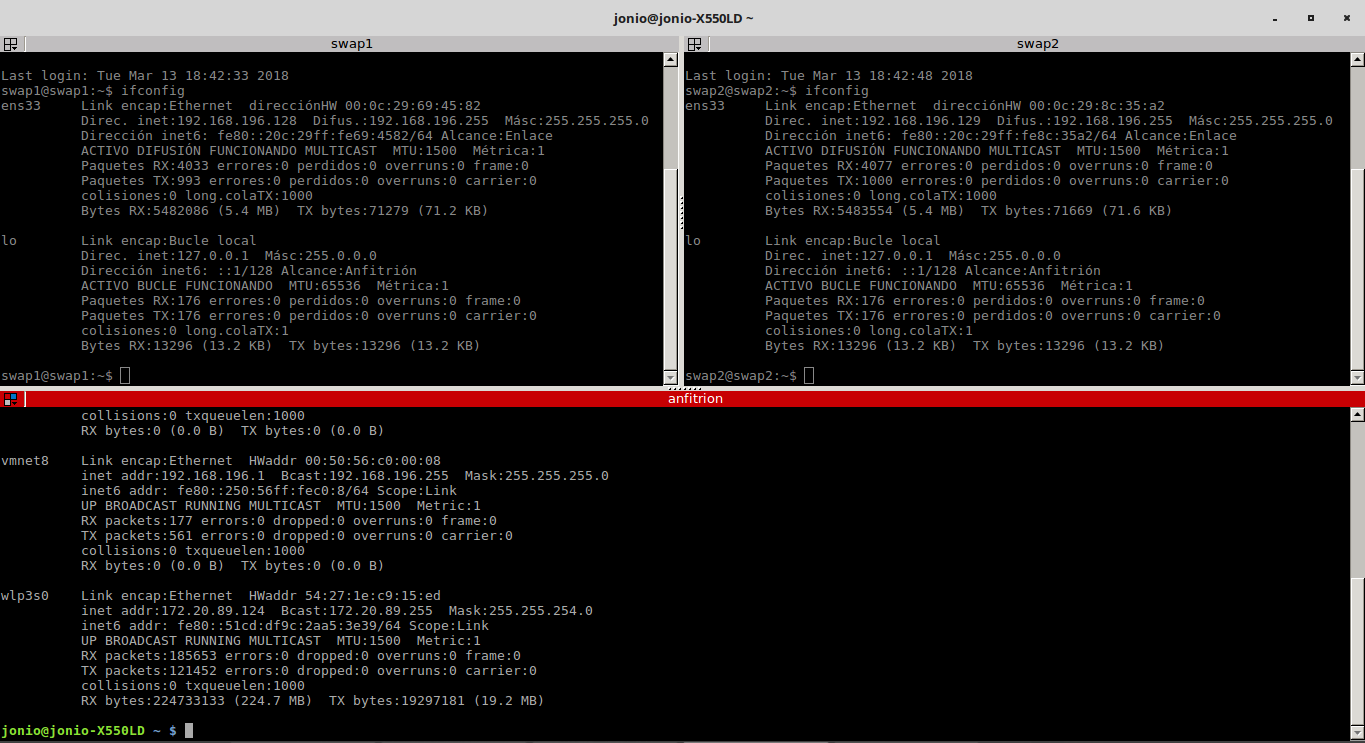 jonio@jonio-X550LD ~
swap1
Last login: Tue Mar 13 18:42:33 2018
swap1@swap1:~$ ifconfig
ens33     Link encap:Ethernet  direcciónHW 00:0c:29:69:45:82
          Direc. inet:192.168.196.128  Difus.:192.168.196.255  Másc:255.255.255.0
          Dirección inet6: fe80::20c:29ff:fe69:4582/64 Alcance:Enlace
          ACTIVO DIFUSIÓN FUNCIONANDO MULTICAST  MTU:1500  Métrica:1
          Paquetes RX:4033 errores:0 perdidos:0 overruns:0 frame:0
          Paquetes TX:993 errores:0 perdidos:0 overruns:0 carrier:0
          colisiones:0 long.colaTX:1000
          Bytes RX:5482086 (5.4 MB)  TX bytes:71279 (71.2 KB)
lo        Link encap:Bucle local
          Direc. inet:127.0.0.1  Másc:255.0.0.0
          Dirección inet6: ::1/128 Alcance:Anfitrión
          ACTIVO BUCLE FUNCIONANDO  MTU:65536  Métrica:1
          Paquetes RX:176 errores:0 perdidos:0 overruns:0 frame:0
          Paquetes TX:176 errores:0 perdidos:0 overruns:0 carrier:0
          colisiones:0 long.colaTX:1
          Bytes RX:13296 (13.2 KB)  TX bytes:13296 (13.2 KB)
swap1@swap1:~$
swap2
Last login: Tue Mar 13 18:42:48 2018
swap2@swap2:~$ ifconfig
ens33     Link encap:Ethernet  direcciónHW 00:0c:29:8c:35:a2
          Direc. inet:192.168.196.129  Difus.:192.168.196.255  Másc:255.255.255.0
          Dirección inet6: fe80::20c:29ff:fe8c:35a2/64 Alcance:Enlace
          ACTIVO DIFUSIÓN FUNCIONANDO MULTICAST  MTU:1500  Métrica:1
          Paquetes RX:4077 errores:0 perdidos:0 overruns:0 frame:0
          Paquetes TX:1000 errores:0 perdidos:0 overruns:0 carrier:0
          colisiones:0 long.colaTX:1000
          Bytes RX:5483554 (5.4 MB)  TX bytes:71669 (71.6 KB)
lo        Link encap:Bucle local
          Direc. inet:127.0.0.1  Másc:255.0.0.0
          Dirección inet6: ::1/128 Alcance:Anfitrión
          ACTIVO BUCLE FUNCIONANDO  MTU:65536  Métrica:1
          Paquetes RX:176 errores:0 perdidos:0 overruns:0 frame:0
          Paquetes TX:176 errores:0 perdidos:0 overruns:0 carrier:0
          colisiones:0 long.colaTX:1
          Bytes RX:13296 (13.2 KB)  TX bytes:13296 (13.2 KB)
swap2@swap2:~$
anfitrion
          collisions:0 txqueuelen:1000
          RX bytes:0 (0.0 B)  TX bytes:0 (0.0 B)
vmnet8    Link encap:Ethernet  HWaddr 00:50:56:c0:00:08
          inet addr:192.168.196.1  Bcast:192.168.196.255  Mask:255.255.255.0
          inet6 addr: fe80::250:56ff:fec0:8/64 Scope:Link
          UP BROADCAST RUNNING MULTICAST  MTU:1500  Metric:1
          RX packets:177 errors:0 dropped:0 overruns:0 frame:0
          TX packets:561 errors:0 dropped:0 overruns:0 carrier:0
          collisions:0 txqueuelen:1000
          RX bytes:0 (0.0 B)  TX bytes:0 (0.0 B)
wlp3s0    Link encap:Ethernet  HWaddr 54:27:1e:c9:15:ed
          inet addr:172.20.89.124  Bcast:172.20.89.255  Mask:255.255.254.0
          inet6 addr: fe80::51cd:df9c:2aa5:3e39/64 Scope:Link
          UP BROADCAST RUNNING MULTICAST  MTU:1500  Metric:1
          RX packets:185653 errors:0 dropped:0 overruns:0 frame:0
          TX packets:121452 errors:0 dropped:0 overruns:0 carrier:0
          collisions:0 txqueuelen:1000
          RX bytes:224733133 (224.7 MB)  TX bytes:19297181 (19.2 MB)
jonio@jonio-X550LD ~ $